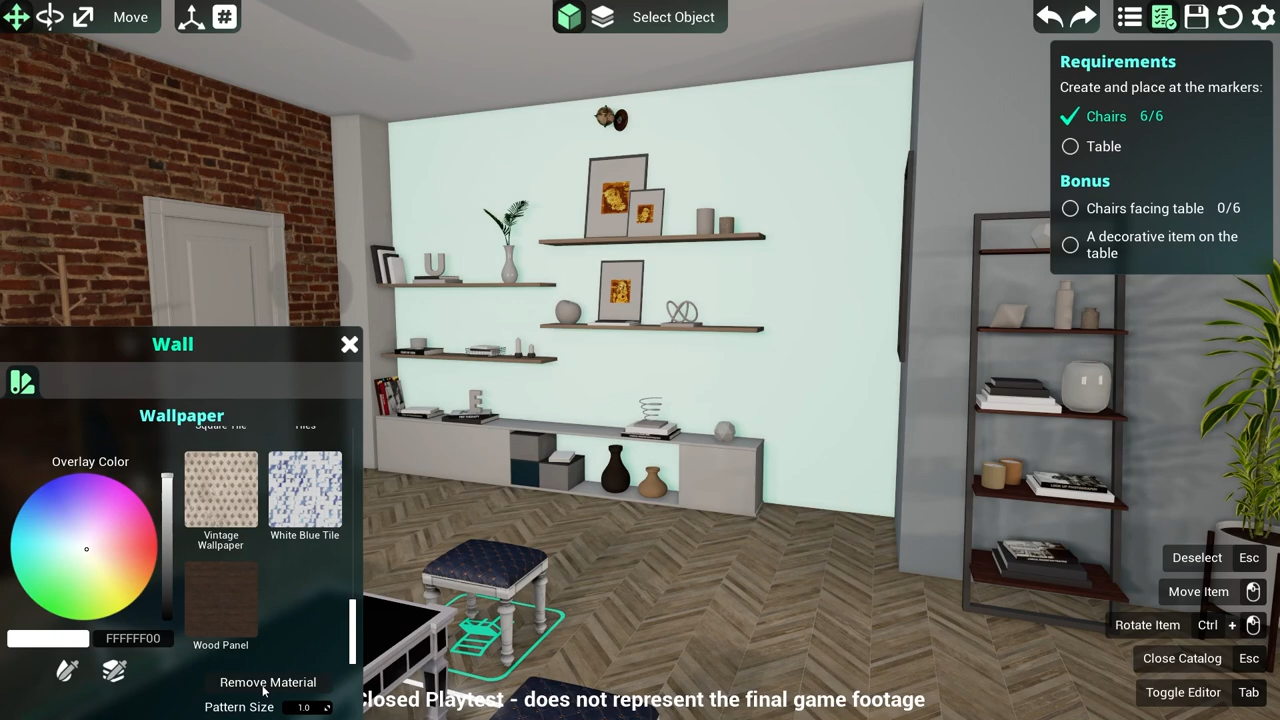 Move
Select Object
Requirements
Create and place at the markers:
Chairs 6/6
Table
Bonus
Chairs facing table 0/6
A decorative item on the
table
Wall
Wallpaper
Overlay Color
Square Tile
Tiles
Vintage
Wallpaper
White Blue Tile
Wood Panel
FFFFFF00
Remove Material
Pattern Size 1.0
Deselect Esc
Move Item
Rotate Item Ctrl +
Close Catalog Esc
Toggle Editor Tab
Closed Playtest - does not represent the final game footage